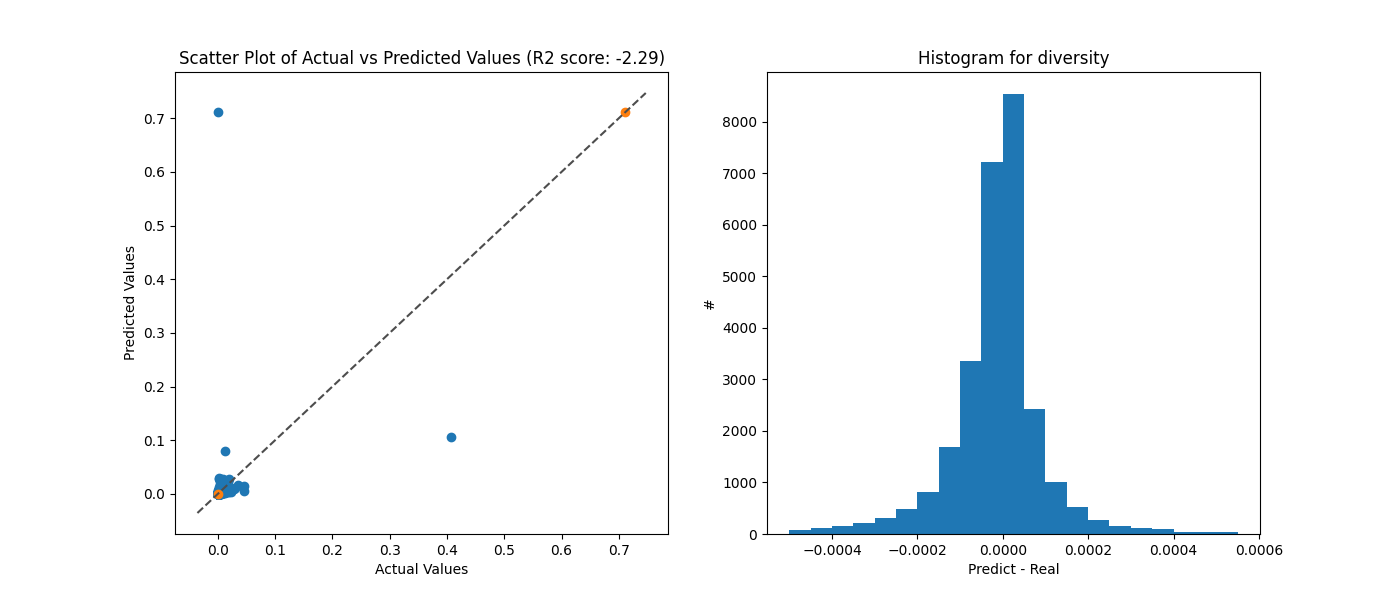 Scatter Plot of Actual vs Predicted Values (R2 score: -2.29)
Predicted Values
0.7
0.6
0.5
0.4
0.3
0.2
0.1
0.0
0.0 0.1 0.2 0.3 0.4 0.5 0.6 0.7
Actual Values
Histogram for diversity
#
8000
7000
6000
5000
4000
3000
2000
1000
0
−0.0004 −0.0002 0.0000 0.0002 0.0004 0.0006
Predict - Real